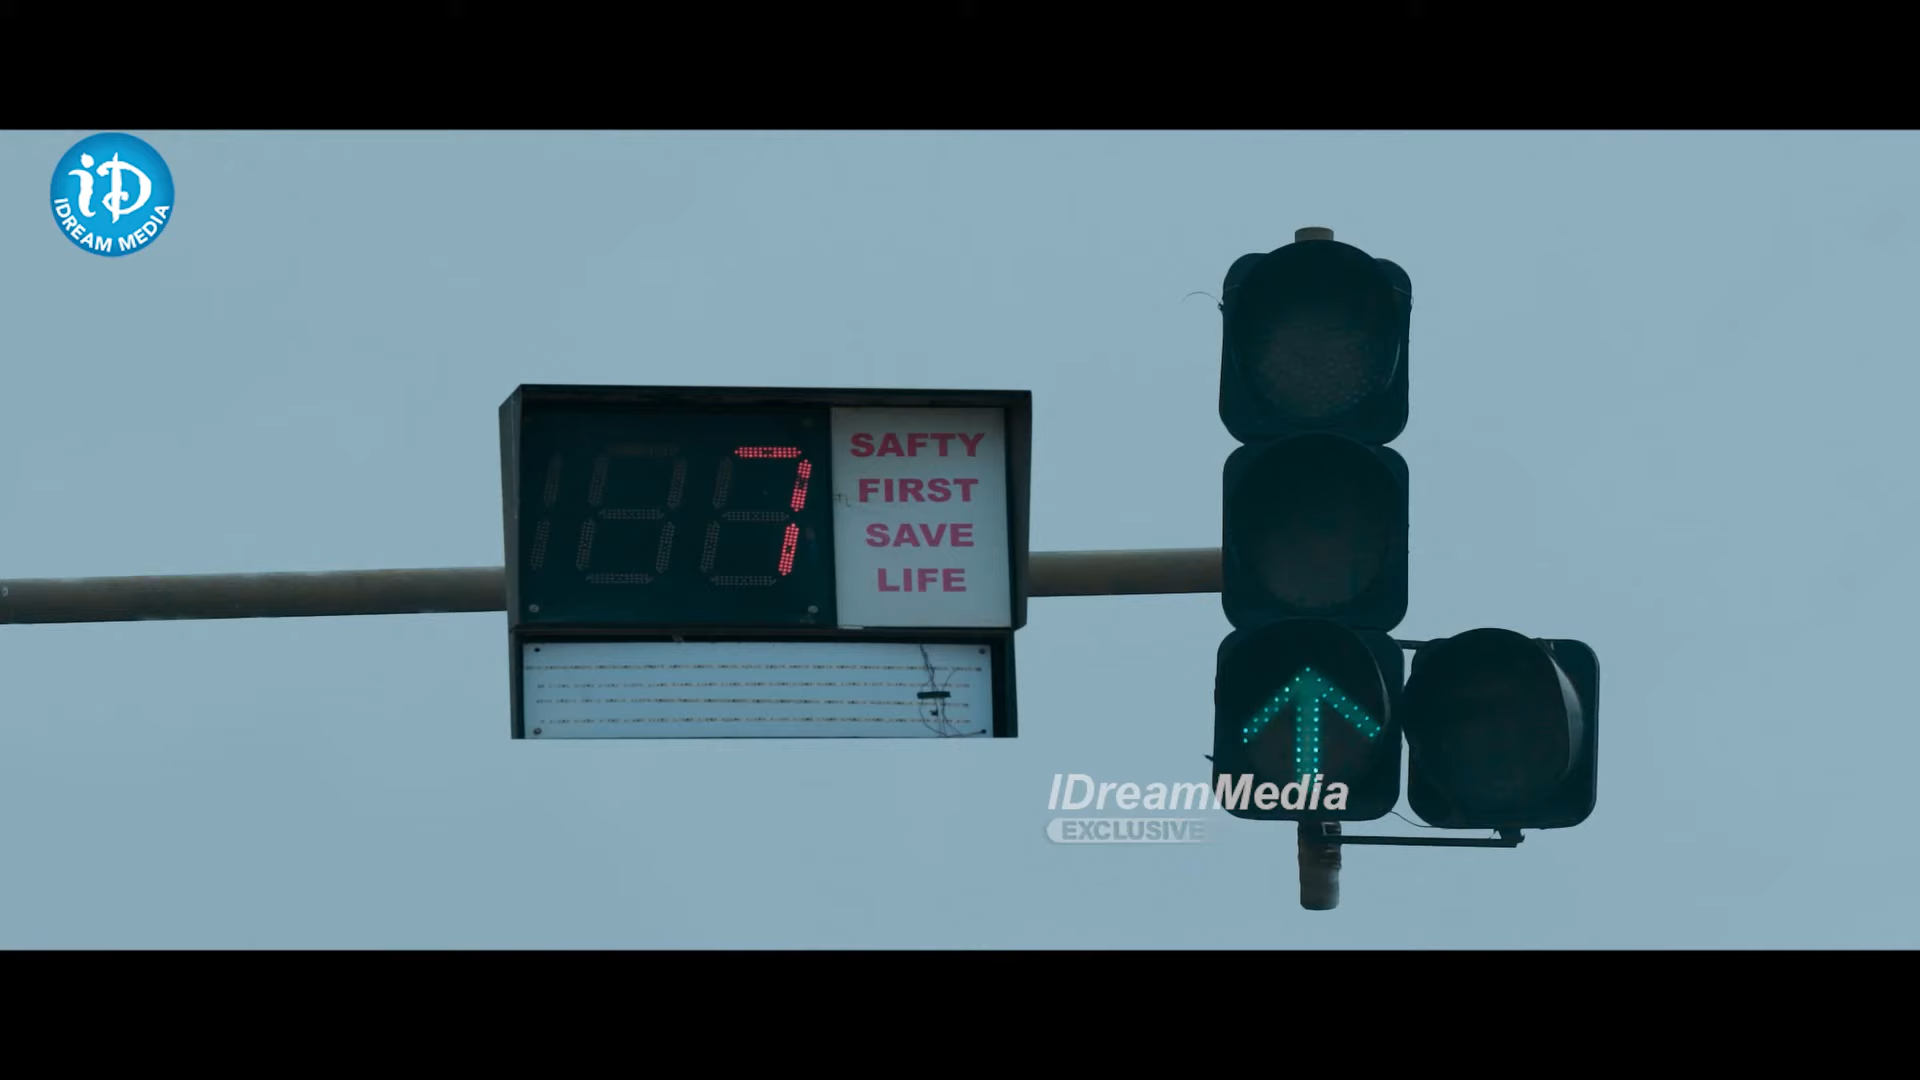 iD
IDREAM MEDIA
7
SAFTY
FIRST
SAVE
LIFE
IDreamMedia
EXCLUSIVE